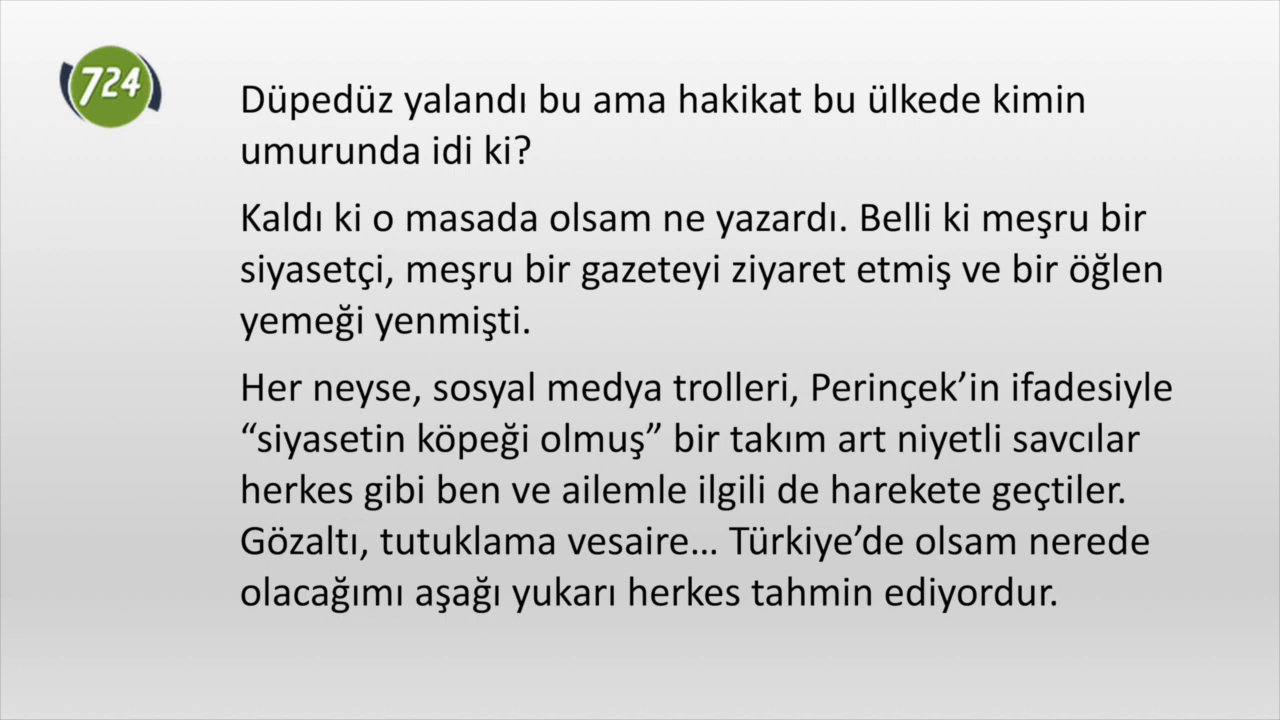 724
Düpedüz yalandı bu ama hakikat bu ülkede kimin
umurunda idi ki?
Kaldı ki o masada olsam ne yazardı. Belli ki meşru bir
siyasetçi, meşru bir gazeteyi ziyaret etmiş ve bir öğlen
yemeği yenmişti.
Her neyse, sosyal medya trolleri, Perinçek’in ifadesiyle
“siyasetin köpeği olmuş” bir takım art niyetli savcılar
herkes gibi ben ve ailemle ilgili de harekete geçtiler.
Gözaltı, tutuklama vesaire… Türkiye’de olsam nerede
olacağımı aşağı yukarı herkes tahmin ediyordur.